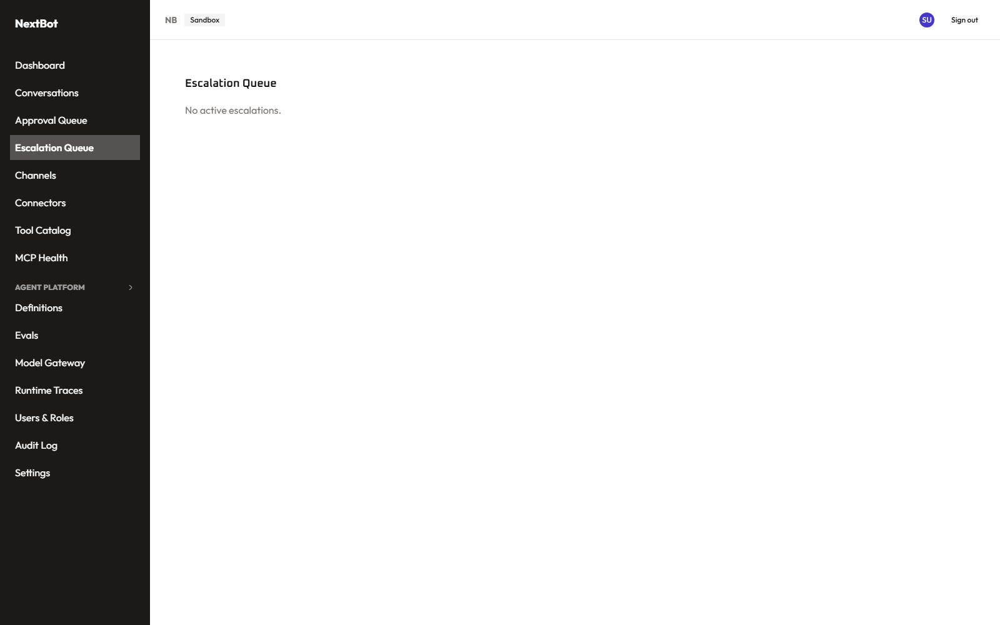 NextBot
Dashboard
Conversations
Approval Queue
Escalation Queue
Channels
Connectors
Tool Catalog
MCP Health
AGENT PLATFORM
Definitions
Evals
Model Gateway
Runtime Traces
Users & Roles
Audit Log
Settings
NB Sandbox
SU Sign out
Escalation Queue
No active escalations.